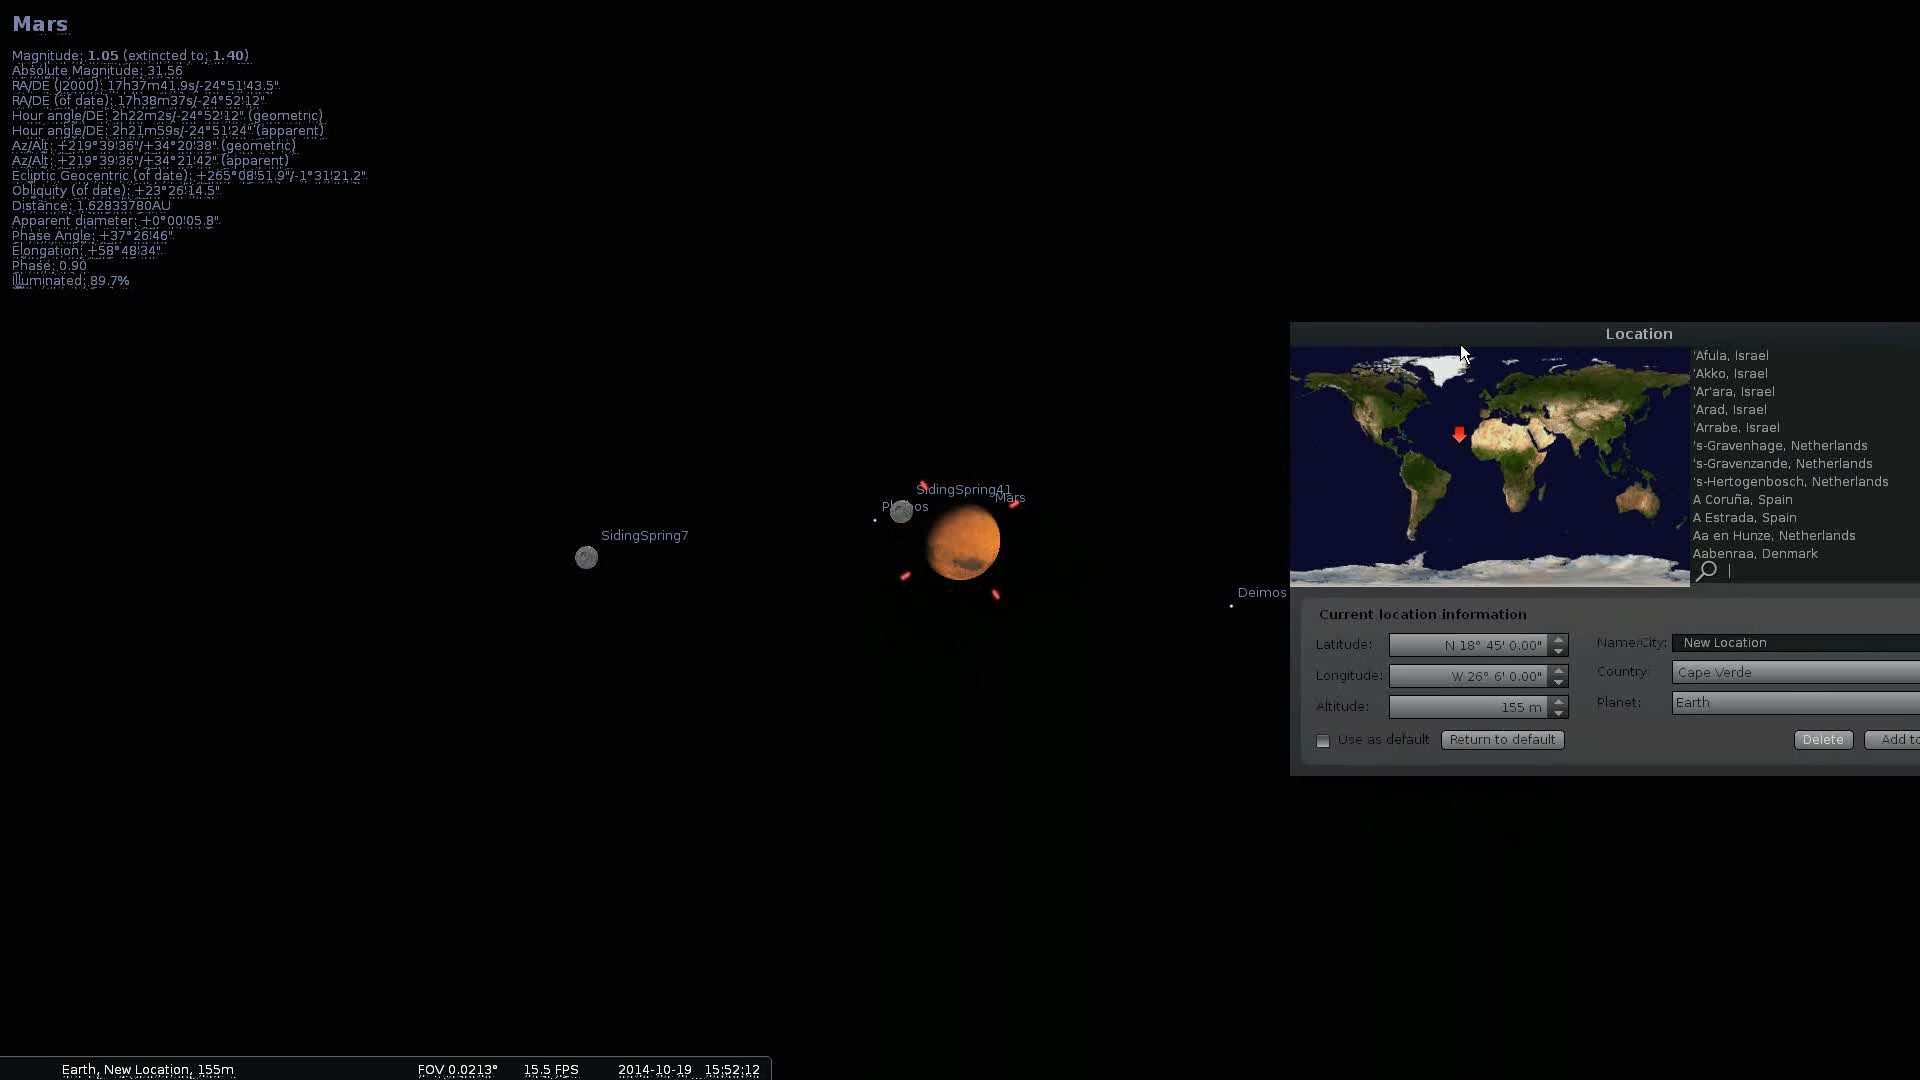 Mars
Magnitude: 1.05 (extincted to: 1.40)
Absolute Magnitude: 31.56
RA/DE (J2000): 17h37m41.9s/-24°51'43.5"
RA/DE (of date): 17h38m37s/-24°52'12"
Hour angle/DE: 2h22m2s/-24°52'12" (geometric)
Hour angle/DE: 2h21m59s/-24°51'24" (apparent)
Az/Alt: +219°39'36"/+34°20'38" (geometric)
Az/Alt: +219°39'36"/+34°21'42" (apparent)
Ecliptic Geocentric (of date): +265°08'51.9"/-1°31'21.2"
Obliquity (of date): +23°26'14.5"
Distance: 1.62833780AU
Apparent diameter: +0°00'05.8"
Phase Angle: +37°26'46"
Elongation: +58°48'34"
Phase: 0.90
Illuminated: 89.7%
SidingSpring41
Mars
SidingSpring7
Deimos
Location
'Afula, Israel
'Akko, Israel
'Ar'ara, Israel
'Arad, Israel
'Arrabe, Israel
's-Gravenhage, Netherlands
's-Gravenzande, Netherlands
's-Hertogenbosch, Netherlands
A Coruña, Spain
A Estrada, Spain
Aa en Hunze, Netherlands
Aabenraa, Denmark
Current location information
Latitude: N 18° 45' 0.00"
Longitude: W 26° 6' 0.00"
Altitude: 155 m
Name/City: New Location
Country: Cape Verde
Planet: Earth
Use as default Return to default
Delete Add to
Earth, New Location, 155m FOV 0.0213° 15.5 FPS 2014-10-19 15:52:12